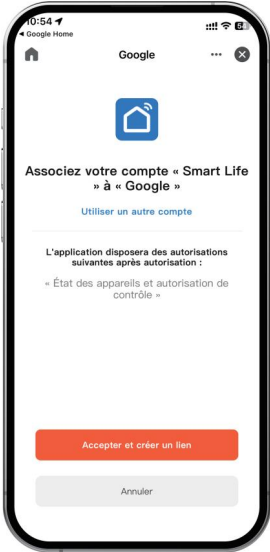 10:54
◀ Google Home
Google
Associez votre compte « Smart Life
» à « Google »
Utiliser un autre compte
L'application disposera des autorisations
suivantes après autorisation :
« État des appareils et autorisation de
contrôle »
Accepter et créer un lien
Annuler